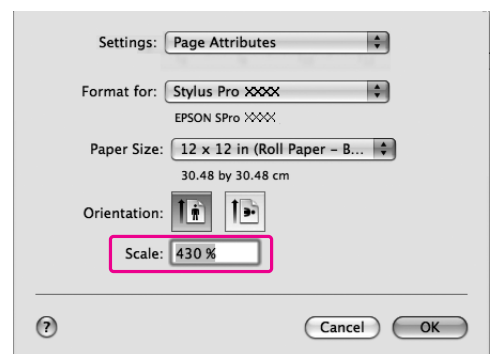 Settings: Page Attributes
Format for: Stylus Pro XXXX
EPSON SPro XXXX
Paper Size: 12 x 12 in (Roll Paper – B...
30.48 by 30.48 cm
Orientation:
Scale: 430 %
? Cancel OK